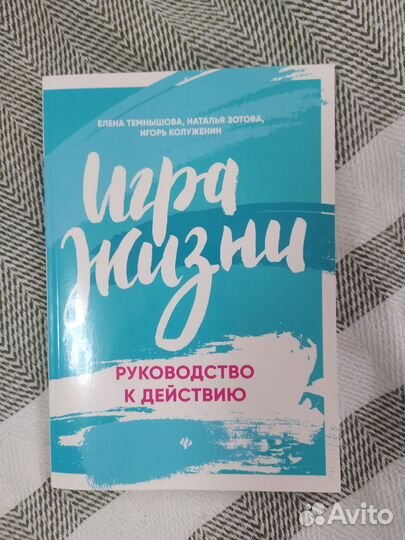 ЕЛЕНА ТЕМНЫШОВА, НАТАЛЬЯ ЗОТОВА,
ИГОРЬ КОЛУЖЕНИН
Игра
Жизни
РУКОВОДСТВО
К ДЕЙСТВИЮ
Avito